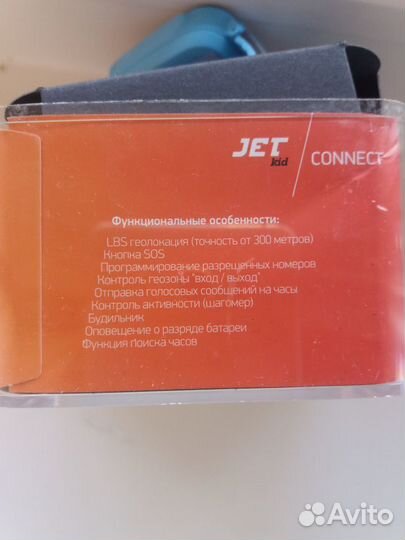 JET
kid
CONNECT
Функциональные особенности:
LBS геолокация (точность от 300 метров)
Кнопка SOS
Программирование разрешенных номеров
Контроль геозоны "вход / выход"
Отправка голосовых сообщений на часы
Контроль активности (шагомер)
Будильник
Оповещение о разряде батареи
Функция поиска часов
Avito